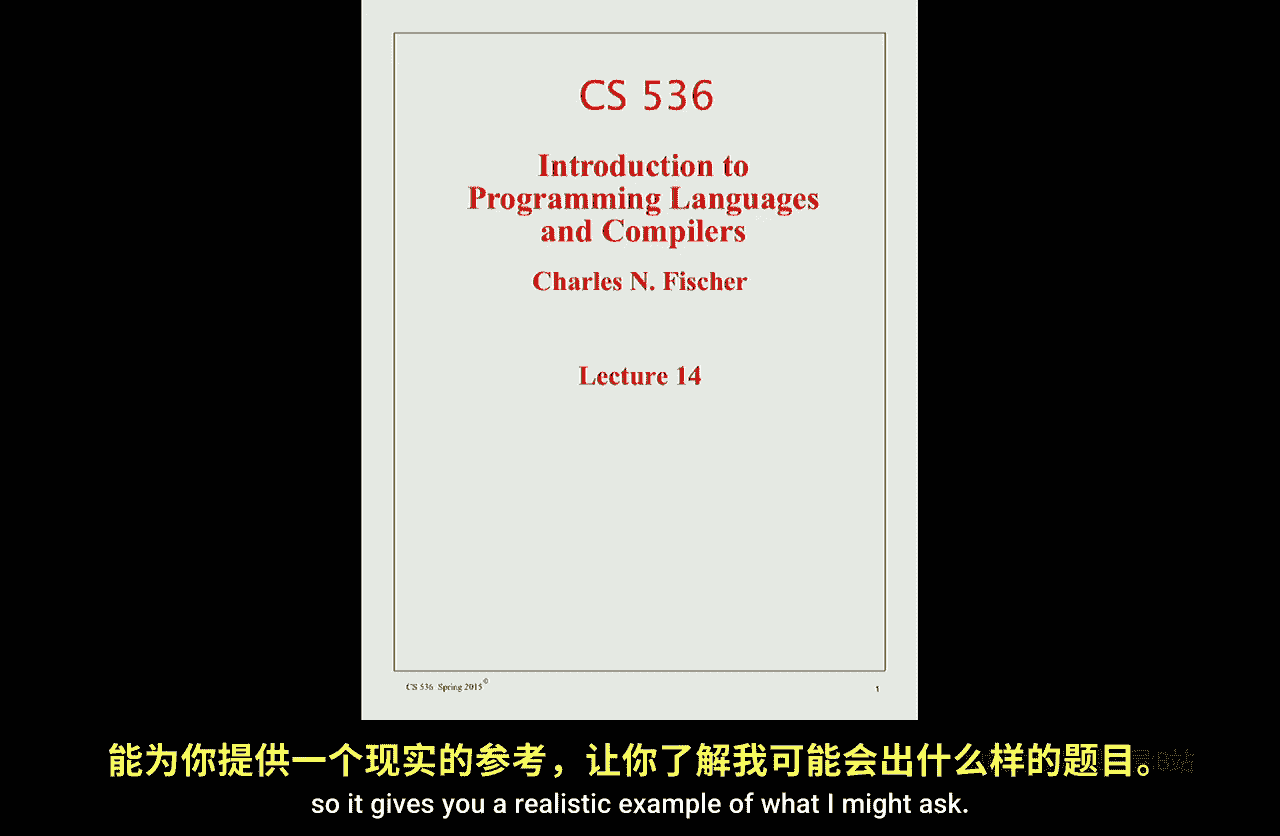 CS 536
Introduction to
Programming Languages
and Compilers
Charles N. Fischer
Lecture 14
CS 536 Spring 2015©
1
能为你提供一个现实的参考，让你了解我可能会出什么样的题目。
so it gives you a realistic example of what I might ask.